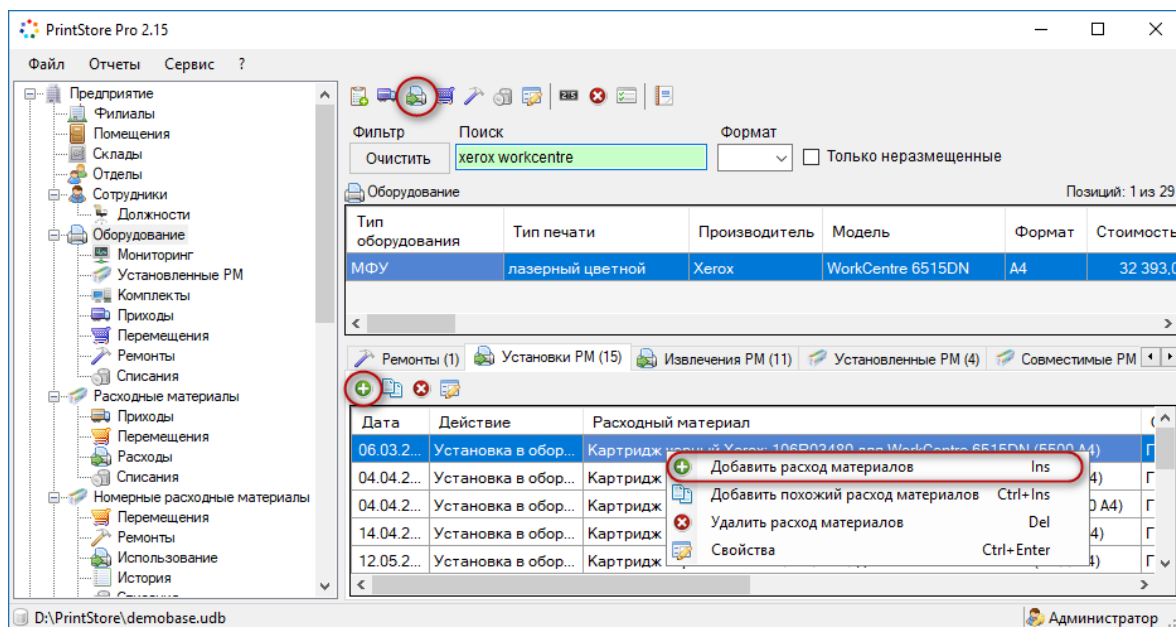 PrintStore Pro 2.15
Файл Отчеты Сервис ?
Предприятие
Филиалы
Помещения
Склады
Отделы
Сотрудники
Должности
Оборудование
Мониторинг
Установленные РМ
Комплекты
Приходы
Перемещения
Ремонты
Списания
Расходные материалы
Приходы
Перемещения
Расходы
Списания
Номерные расходные материалы
Перемещения
Ремонты
Использование
История
Фильтр Поиск Формат
Очистить xerox workcentre Только неразмещенные
Оборудование Позиций: 1 из 29
Тип оборудования Тип печати Производитель Модель Формат Стоимость
МФУ лазерный цветной Xerox WorkCentre 6515DN A4 32 393,0
Ремонты (1) Установки РМ (15) Извлечения РМ (11) Установленные РМ (4) Совместимые РМ
Дата Действие Расходный материал
06.03.2... Установка в обор... Картридж черный Xerox: 106R03480 для WorkCentre 6515DN (5500 A4)
04.04.2... Установка в обор... Картридж 4)
04.04.2... Установка в обор... Картридж 0 A4)
14.04.2... Установка в обор... Картридж 4)
12.05.2... Установка в обор... Картридж 4)
Добавить расход материалов Ins
Добавить похожий расход материалов Ctrl+Ins
Удалить расход материалов Del
Свойства Ctrl+Enter
D:\PrintStore\demobase.udb Администратор